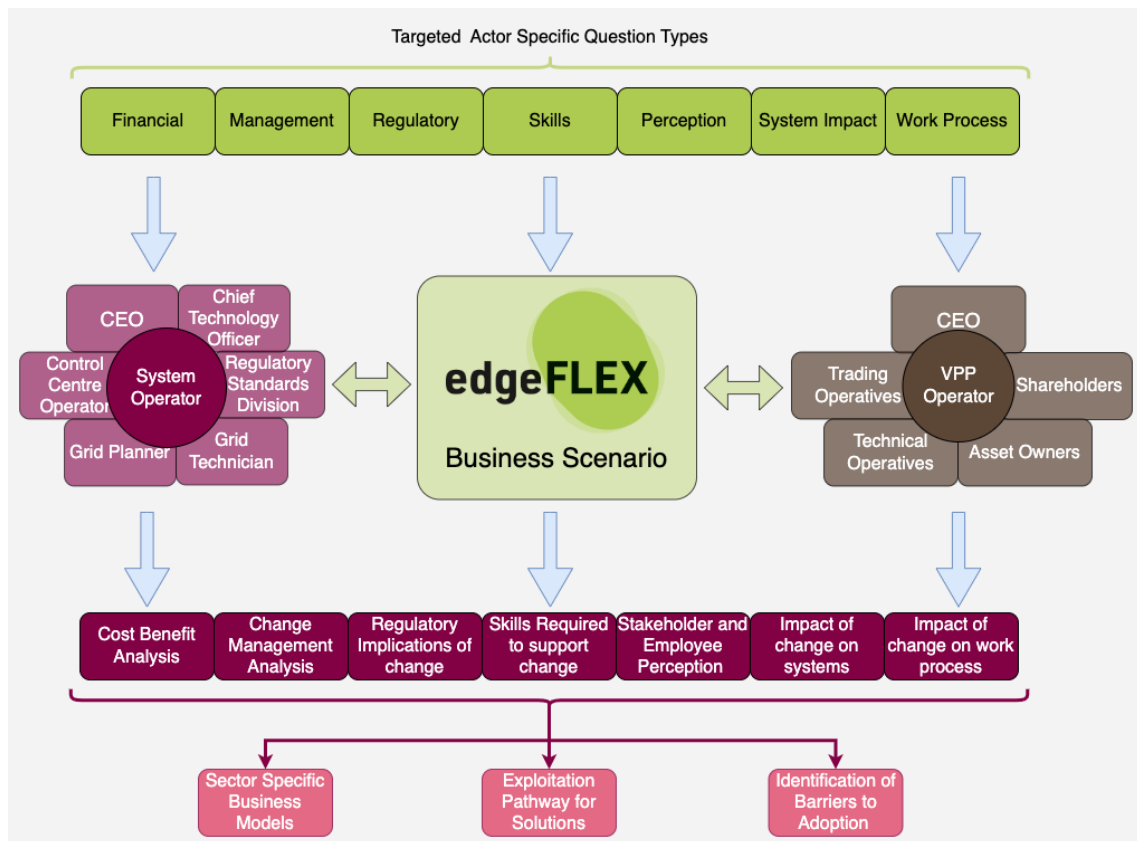 Targeted Actor Specific Question Types
Financial
Management
Regulatory
Skills
Perception
System Impact
Work Process
CEO
Chief
Technology
Officer
Control
Centre
Operator
System
Operator
Regulatory
Standards
Division
Grid Planner
Grid
Technician
edgeFLEX
Business Scenario
CEO
Trading
Operatives
VPP
Operator
Shareholders
Technical
Operatives
Asset Owners
Cost Benefit
Analysis
Change
Management
Analysis
Regulatory
Implications of
change
Skills Required
to support
change
Stakeholder and
Employee
Perception
Impact of
change on
systems
Impact of
change on work
process
Sector Specific
Business
Models
Exploitation
Pathway for
Solutions
Identification of
Barriers to
Adoption